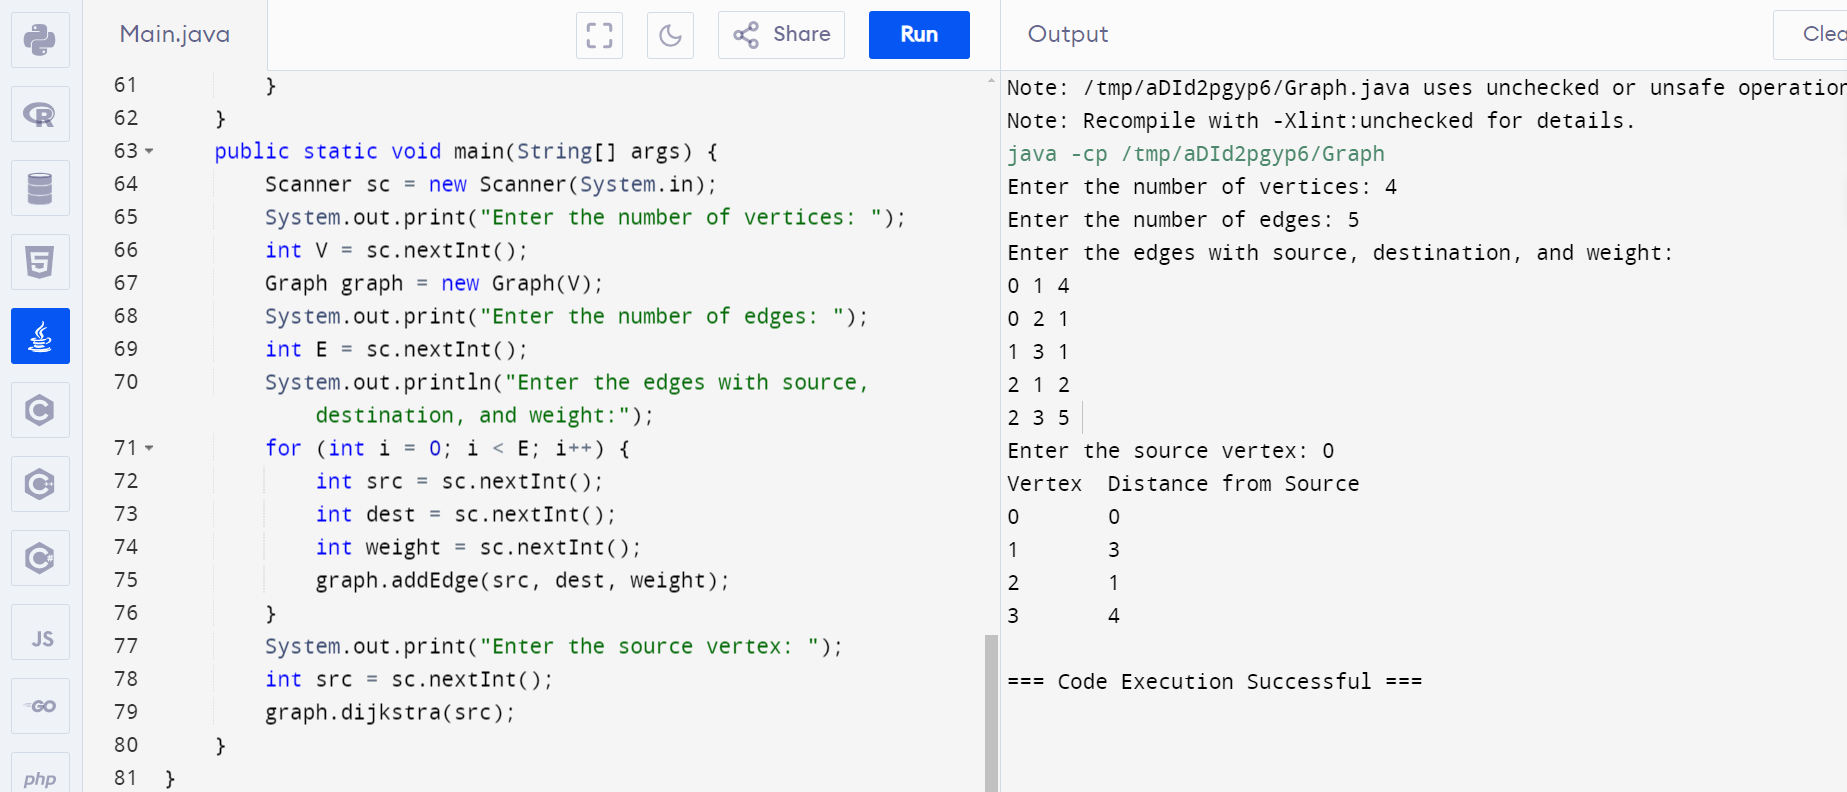 Main.java
Share
Run
Output
61 }
62 }
63 public static void main(String[] args) {
64 Scanner sc = new Scanner(System.in);
65 System.out.print("Enter the number of vertices: ");
66 int V = sc.nextInt();
67 Graph graph = new Graph(V);
68 System.out.print("Enter the number of edges: ");
69 int E = sc.nextInt();
70 System.out.println("Enter the edges with source,
destination, and weight:");
71 for (int i = 0; i < E; i++) {
72 int src = sc.nextInt();
73 int dest = sc.nextInt();
74 int weight = sc.nextInt();
75 graph.addEdge(src, dest, weight);
76 }
77 System.out.print("Enter the source vertex: ");
78 int src = sc.nextInt();
79 graph.dijkstra(src);
80 }
81 }
Note: /tmp/aDId2pgyp6/Graph.java uses unchecked or unsafe operation
Note: Recompile with -Xlint:unchecked for details.
java -cp /tmp/aDId2pgyp6/Graph
Enter the number of vertices: 4
Enter the number of edges: 5
Enter the edges with source, destination, and weight:
0 1 4
0 2 1
1 3 1
2 1 2
2 3 5
Enter the source vertex: 0
Vertex Distance from Source
0 0
1 3
2 1
3 4
=== Code Execution Successful ===
R
5
C
C
C#
JS
GO
php